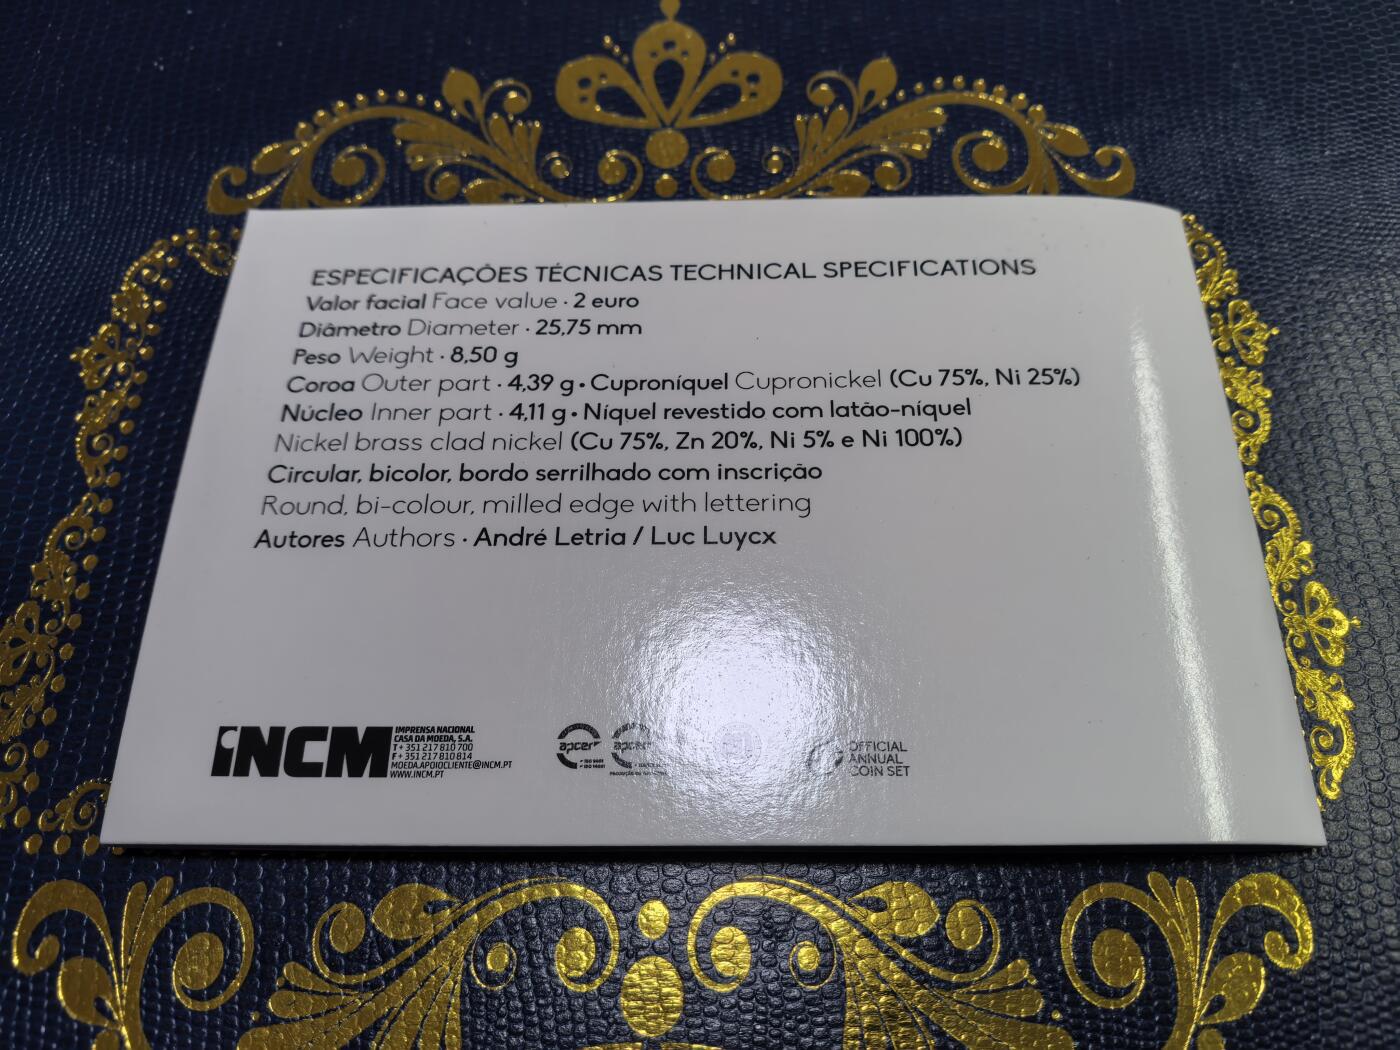 ESPECIFICAÇÕES TÉCNICAS TECHNICAL SPECIFICATIONS
Valor facial Face value · 2 euro
Diâmetro Diameter · 25,75 mm
Peso Weight · 8,50 g
Coroa Outer part · 4,39 g • Cuproníquel Cupronickel (Cu 75%, Ni 25%)
Núcleo Inner part · 4,11 g • Níquel revestido com latão-níquel
Nickel brass clad nickel (Cu 75%, Zn 20%, Ni 5% e Ni 100%)
Circular, bicolor, bordo serrilhado com inscrição
Round, bi-colour, milled edge with lettering
Autores Authors · André Letria / Luc Luycx
INCM
IMPRENSA NACIONAL
CASA DA MOEDA, S.A.
T + 351 217 810 700
F + 351 217 810 814
MOEDA.APOIOCLIENTE@INCM.PT
WWW.INCM.PT
apcer
apcer
OFFICIAL
ANNUAL
COIN SET